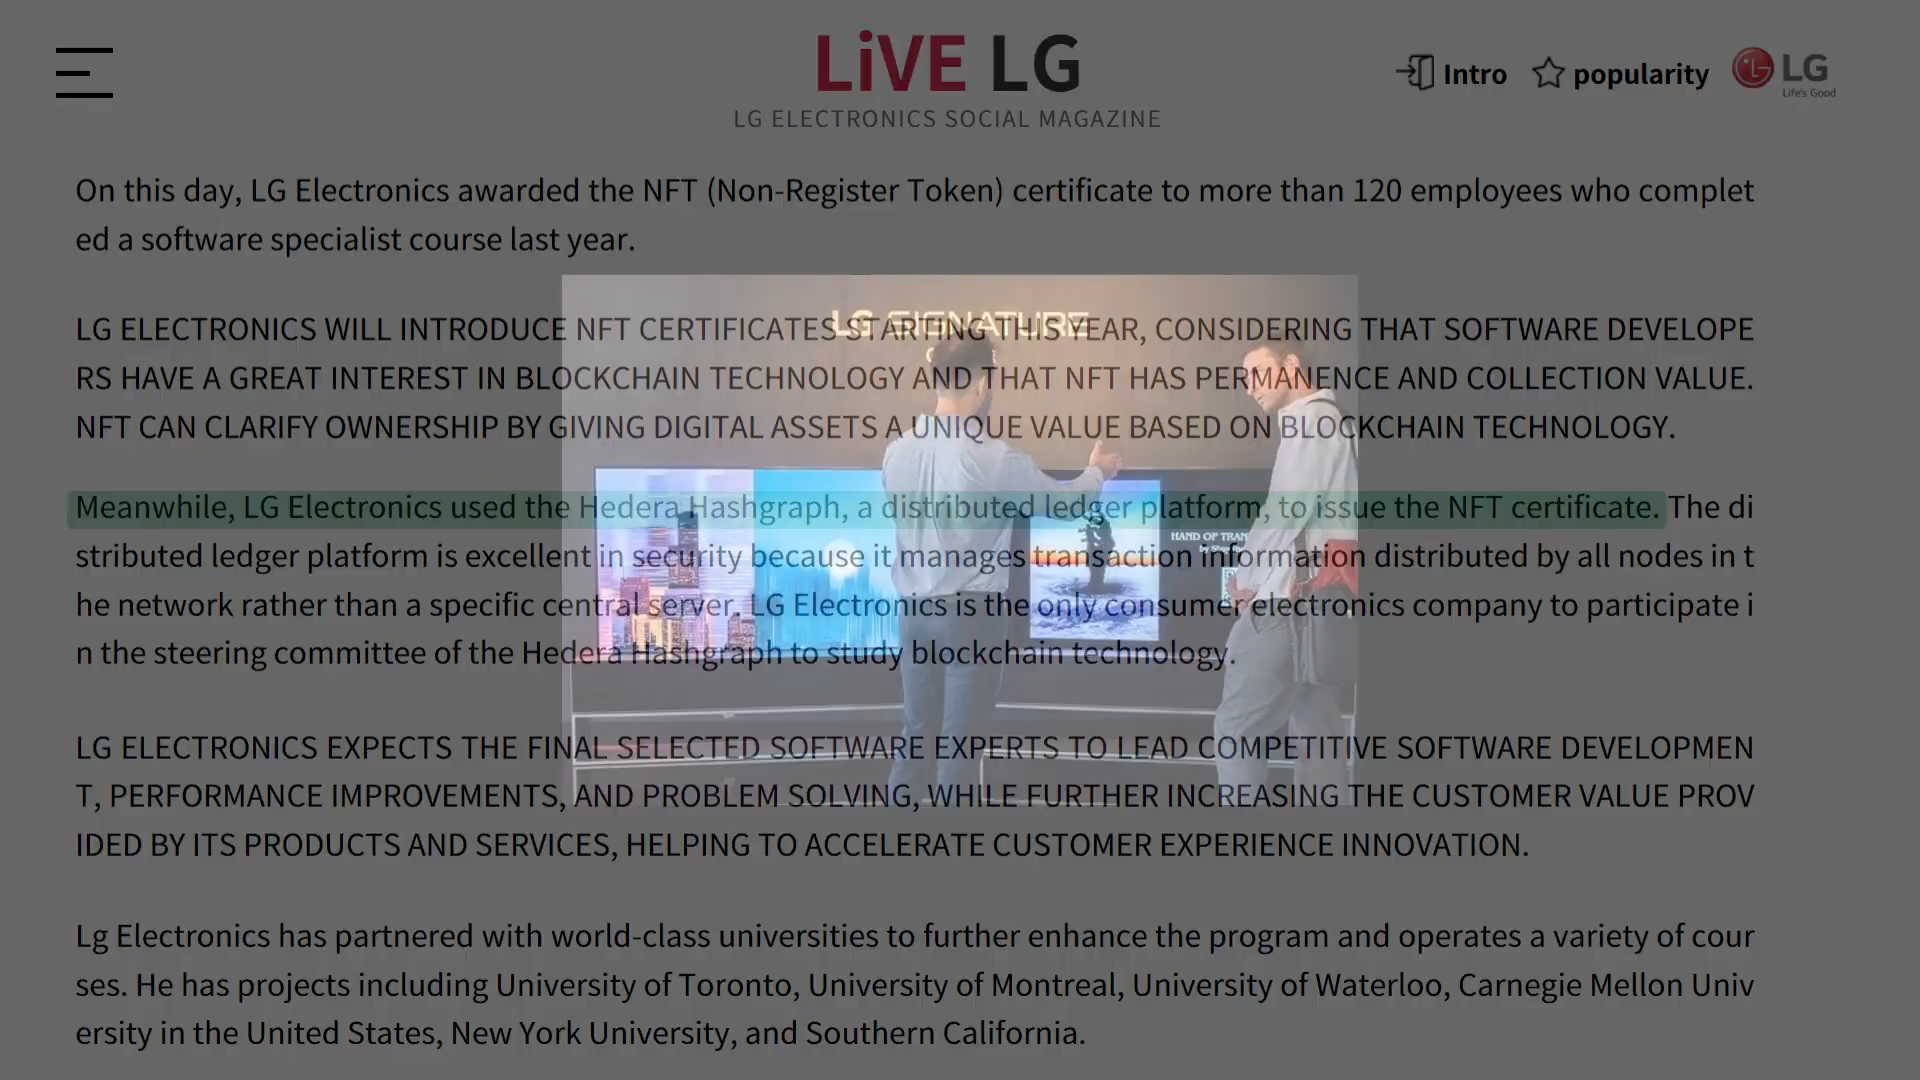 LiVE LG
LG ELECTRONICS SOCIAL MAGAZINE
Intro
popularity
LG
Life's Good
On this day, LG Electronics awarded the NFT (Non-Register Token) certificate to more than 120 employees who complet
ed a software specialist course last year.
LG ELECTRONICS WILL INTRODUCE NFT CERTIFICATES STARTING THIS YEAR, CONSIDERING THAT SOFTWARE DEVELOPE
RS HAVE A GREAT INTEREST IN BLOCKCHAIN TECHNOLOGY AND THAT NFT HAS PERMANENCE AND COLLECTION VALUE.
NFT CAN CLARIFY OWNERSHIP BY GIVING DIGITAL ASSETS A UNIQUE VALUE BASED ON BLOCKCHAIN TECHNOLOGY.
Meanwhile, LG Electronics used the Hedera Hashgraph, a distributed ledger platform, to issue the NFT certificate. The di
stributed ledger platform is excellent in security because it manages transaction information distributed by all nodes in t
he network rather than a specific central server. LG Electronics is the only consumer electronics company to participate i
n the steering committee of the Hedera Hashgraph to study blockchain technology.
LG ELECTRONICS EXPECTS THE FINAL SELECTED SOFTWARE EXPERTS TO LEAD COMPETITIVE SOFTWARE DEVELOPMEN
T, PERFORMANCE IMPROVEMENTS, AND PROBLEM SOLVING, WHILE FURTHER INCREASING THE CUSTOMER VALUE PROV
IDED BY ITS PRODUCTS AND SERVICES, HELPING TO ACCELERATE CUSTOMER EXPERIENCE INNOVATION.
Lg Electronics has partnered with world-class universities to further enhance the program and operates a variety of cour
ses. He has projects including University of Toronto, University of Montreal, University of Waterloo, Carnegie Mellon Univ
ersity in the United States, New York University, and Southern California.
LG SIGNATURE
HAND OF
by